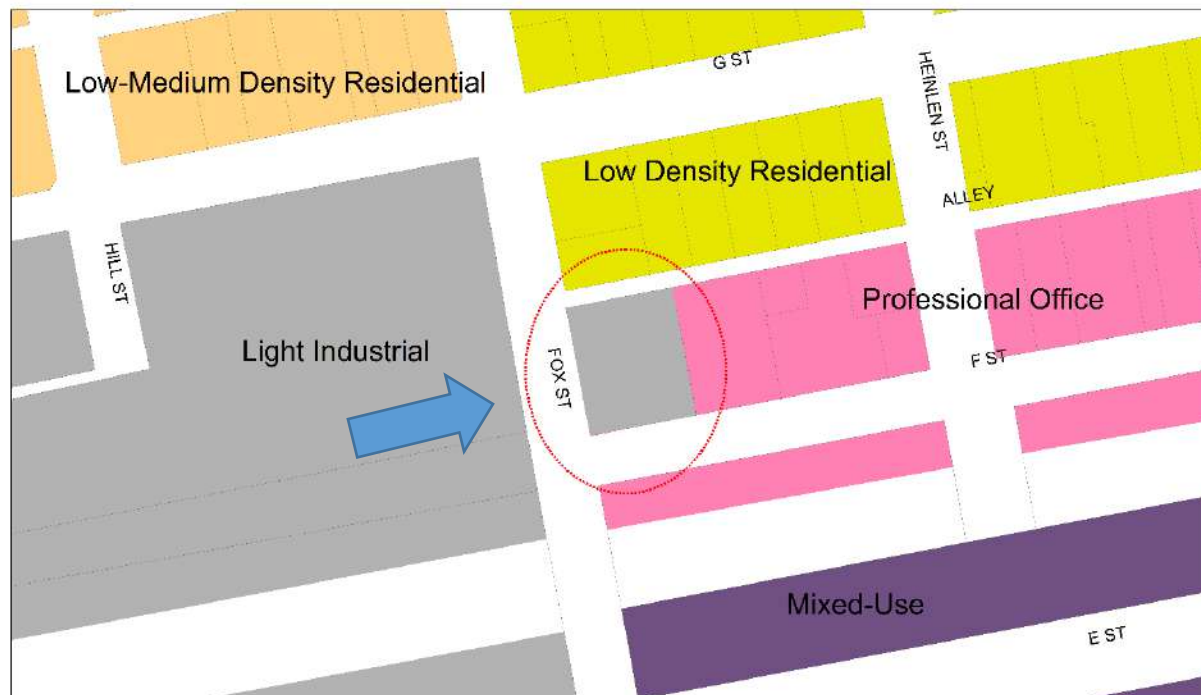 G ST
HEINLEN ST
Low-Medium Density Residential
Low Density Residential
ALLEY
HILL ST
Professional Office
Light Industrial
FOX ST
F ST
Mixed-Use
E ST